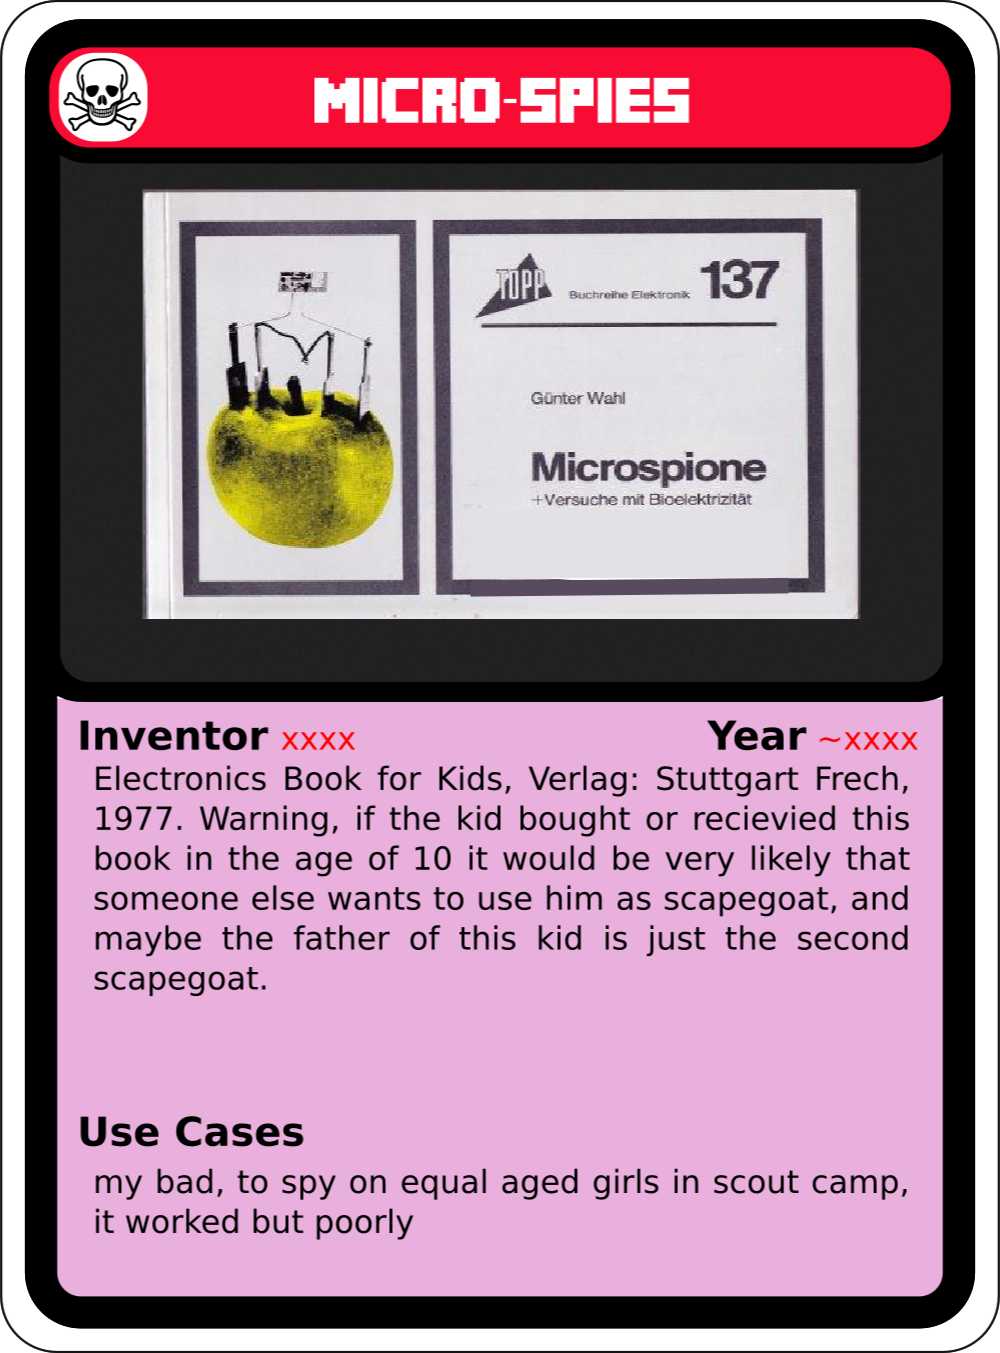 MICRO-SPIES
TOPP
Buchreihe Elektronik 137
Günter Wahl
Microspione
+Versuche mit Bioelektrizität
Inventor xxxx Year ~xxxx
Electronics Book for Kids, Verlag: Stuttgart Frech,
1977. Warning, if the kid bought or recievied this
book in the age of 10 it would be very likely that
someone else wants to use him as scapegoat, and
maybe the father of this kid is just the second
scapegoat.
Use Cases
my bad, to spy on equal aged girls in scout camp,
it worked but poorly